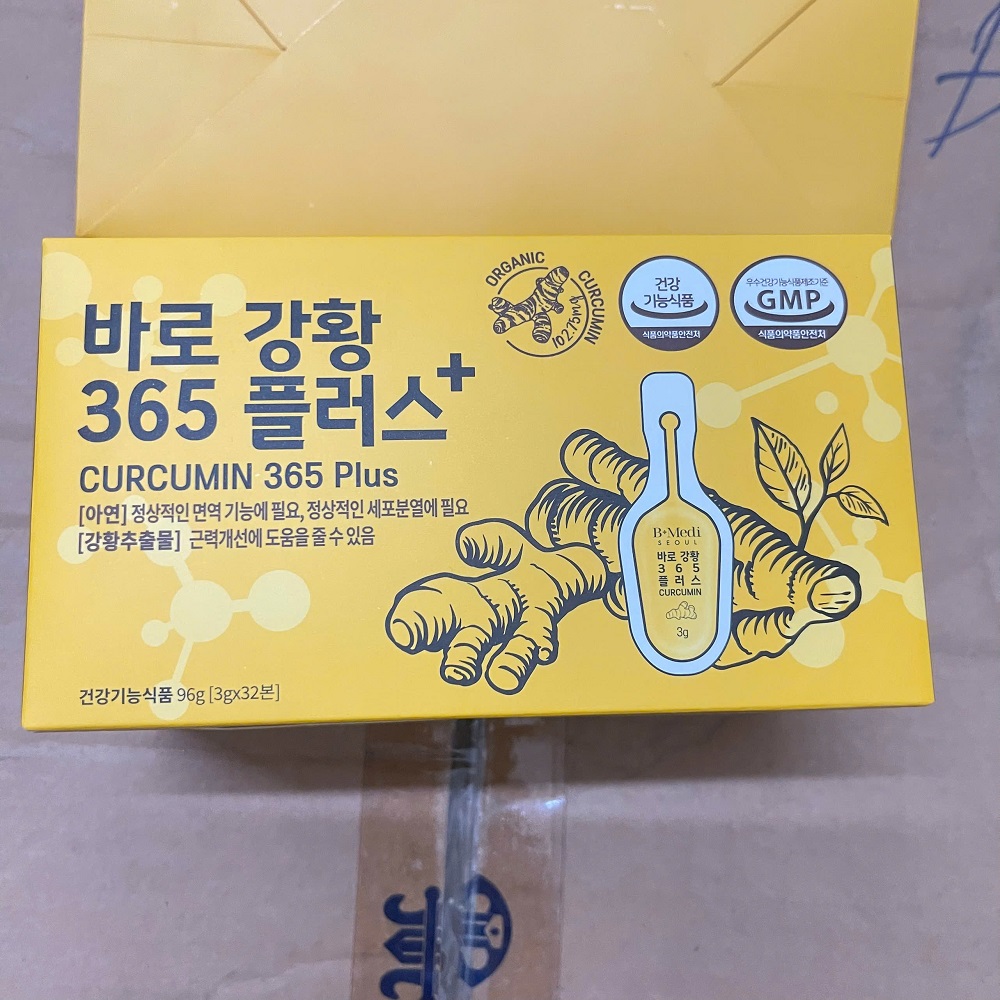 바로 강황
365 플러스+
CURCUMIN 365 Plus
[아연] 정상적인 면역 기능에 필요, 정상적인 세포분열에 필요
[강황추출물] 근력개선에 도움을 줄 수 있음
ORGANIC CURCUMIN
건강
기능식품
식품의약품안전처
우수건강기능식품제조기준
GMP
식품의약품안전처
B+Medi
SEOUL
바로 강황
3 6 5
플 러 스
CURCUMIN
3g
건강기능식품 96g [3gx32본]